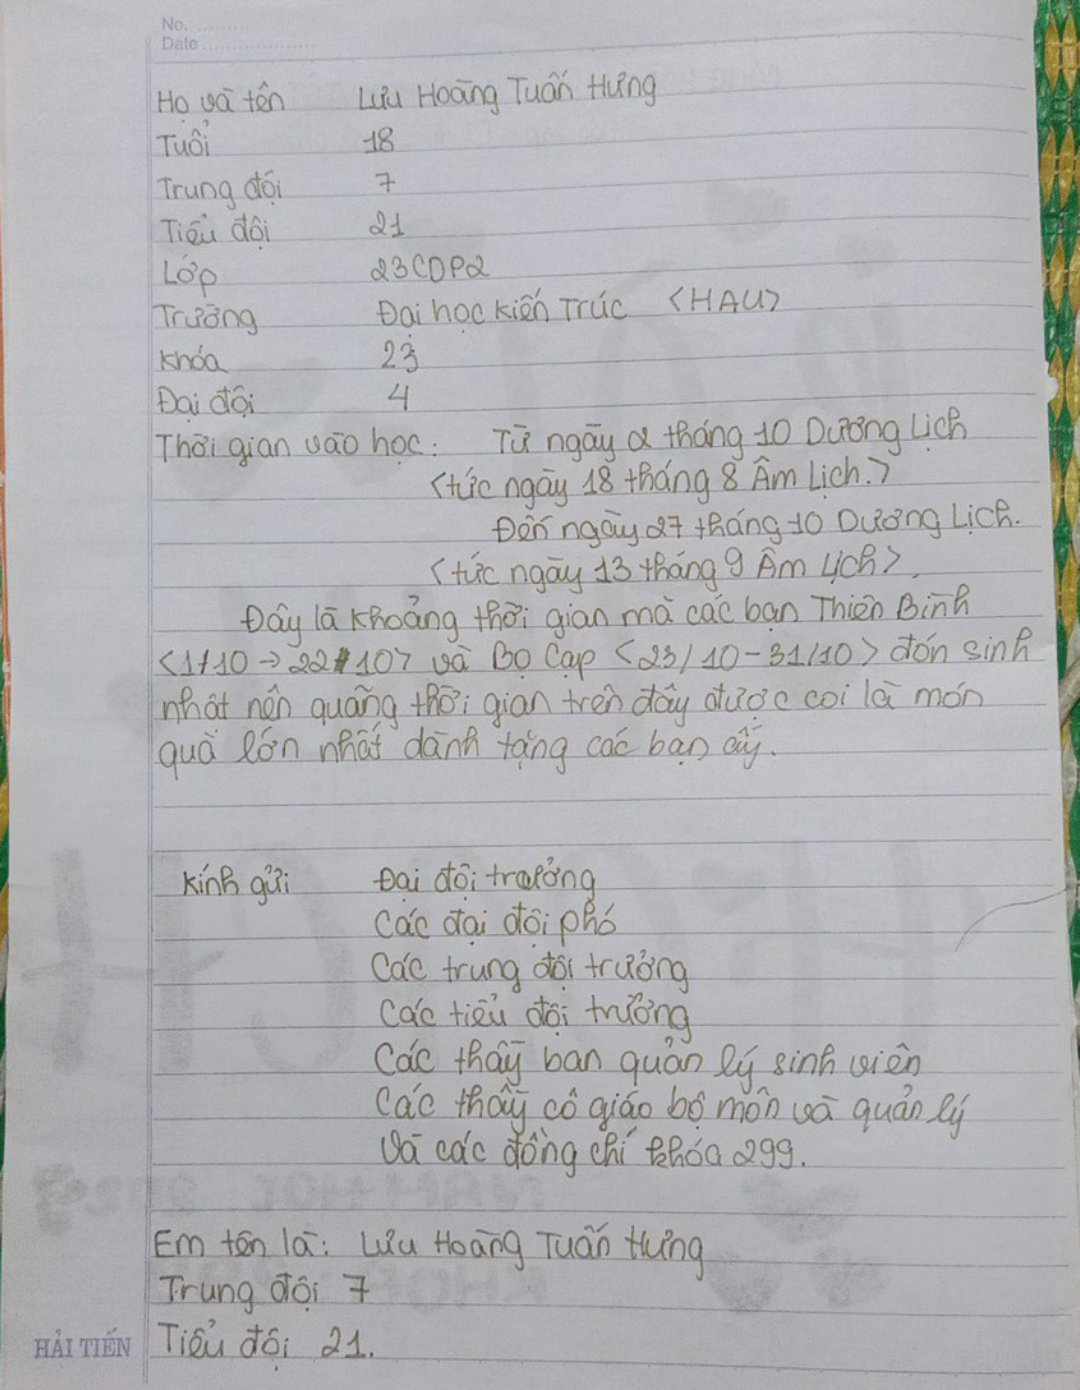 No. ............
Date ......................
Họ và tên Lưu Hoàng Tuấn Hưng
Tuổi 18
Trung đội 7
Tiểu đội 21
Lớp 23CDP2
Trường Đại học Kiến Trúc <HAU>
Khóa 23
Đại đội 4
Thời gian vào học: Từ ngày 2 tháng 10 Dương Lịch
<tức ngày 18 tháng 8 Âm Lịch.>
Đến ngày 27 tháng 10 Dương Lịch.
<tức ngày 13 tháng 9 Âm Lịch>.
Đây là khoảng thời gian mà các bạn Thiên Bình
<1/10 → 22/10> và Bọ Cạp <23/10 - 31/10> đón sinh
nhật nên quãng thời gian trên đây được coi là món
quà lớn nhất dành tặng các bạn ấy.
Kính gửi Đại đội trưởng
Các đại đội phó
Các trung đội trưởng
Các tiểu đội trưởng
Các thầy ban quản lý sinh viên
Các thầy cô giáo bộ môn và quản lý
Và các đồng chí khóa 299.
Em tên là: Lưu Hoàng Tuấn Hưng
Trung đội 7
HẢI TIẾN Tiểu đội 21.